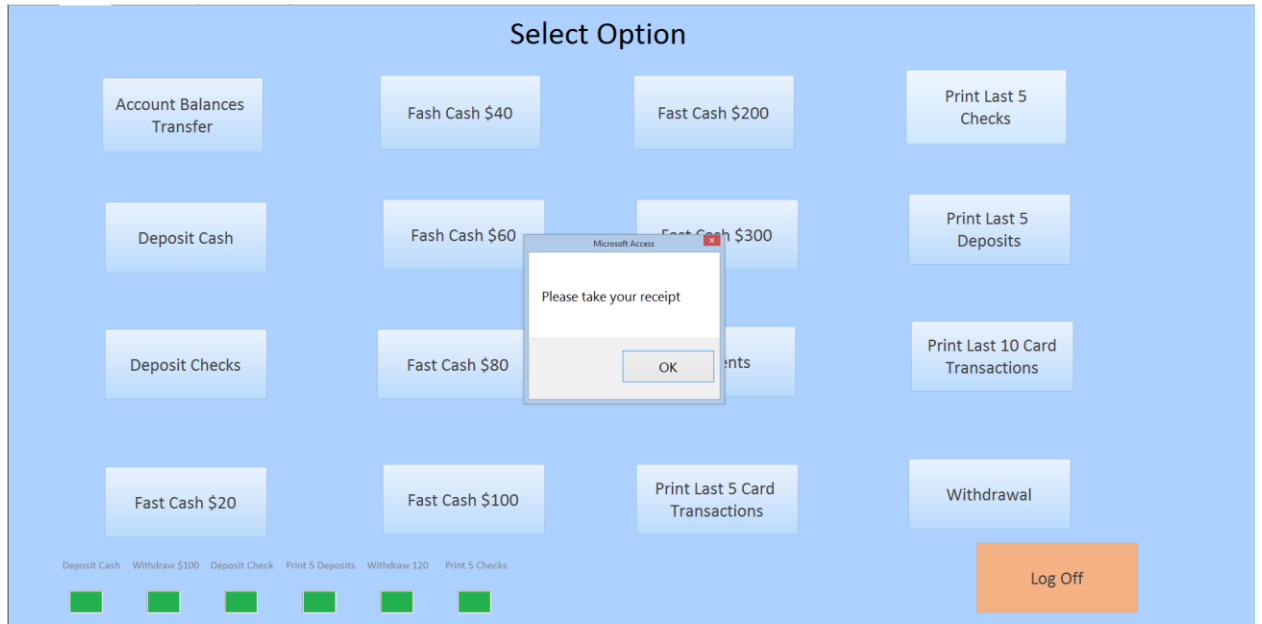 Select Option
Account Balances
Transfer
Fash Cash $40
Fast Cash $200
Print Last 5
Checks
Deposit Cash
Fash Cash $60
Cash $300
Print Last 5
Deposits
Microsoft Access
Please take your receipt
OK
Deposit Checks
Fast Cash $80
Print Last 10 Card
Transactions
Fast Cash $20
Fast Cash $100
Print Last 5 Card
Transactions
Withdrawal
Deposit Cash Withdraw $100 Deposit Check Print 5 Deposits Withdraw 120 Print 5 Checks
Log Off